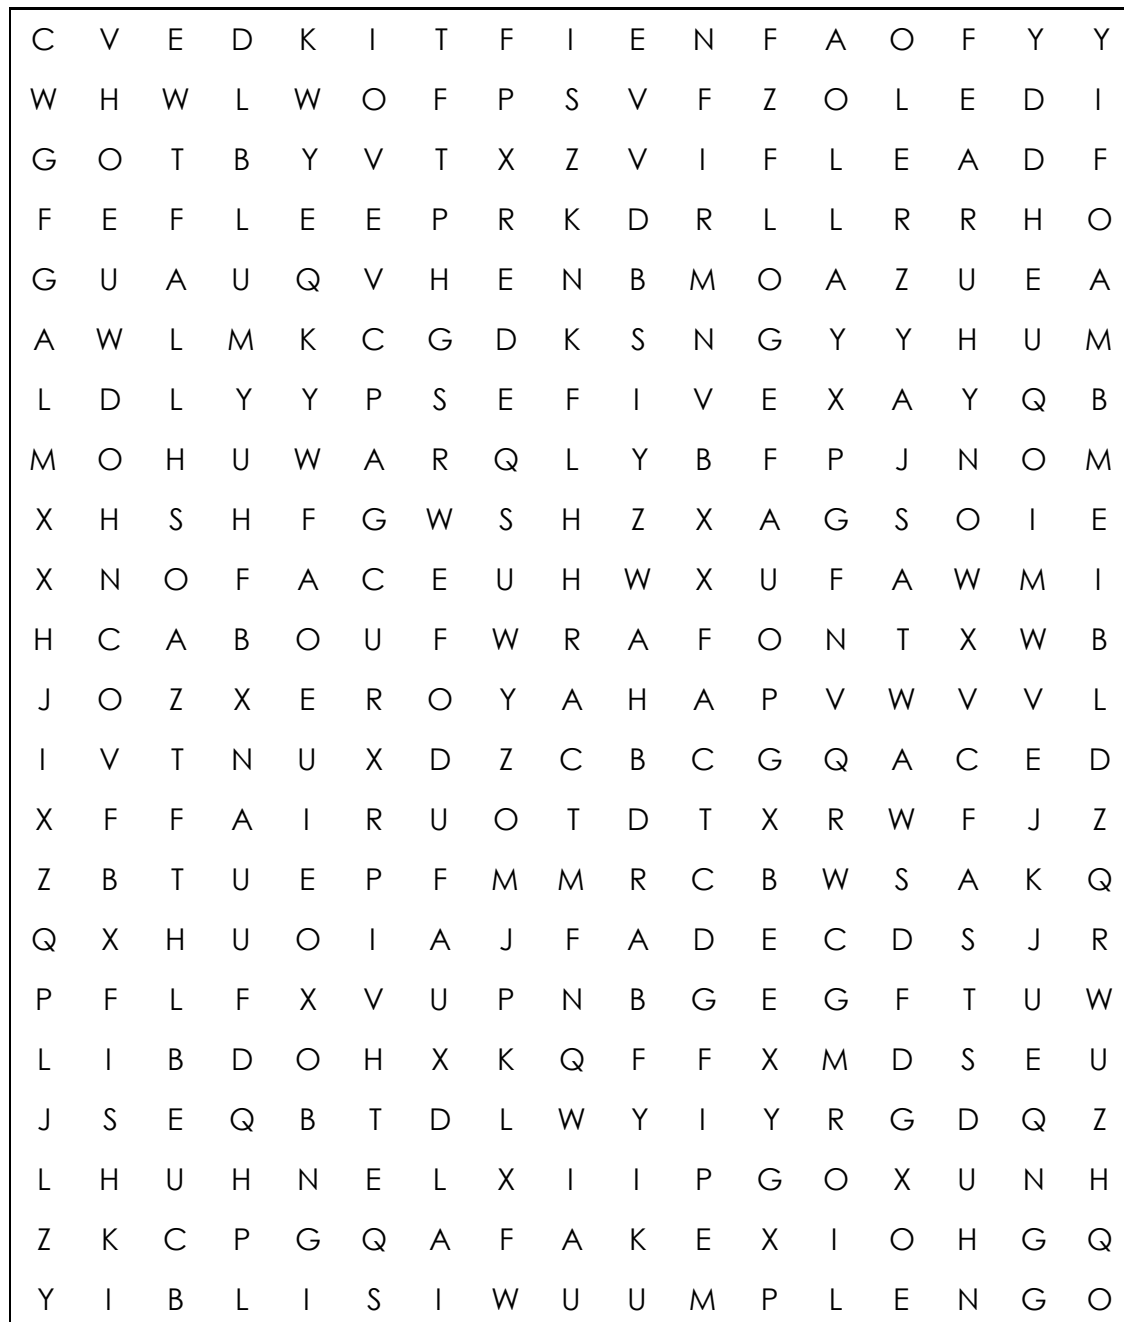 C V E D K I T F I E N F A O F Y Y
W H W L W O F P S V F Z O L E D I
G O T B Y V T X Z V I F L E A D F
F E F L E E P R K D R L L R R H O
G U A U Q V H E N B M O A Z U E A
A W L M K C G D K S N G Y Y H U M
L D L Y Y P S E F I V E X A Y Q B
M O H U W A R Q L Y B F P J N O M
X H S H F G W S H Z X A G S O I E
X N O F A C E U H W X U F A W M I
H C A B O U F W R A F O N T X W B
J O Z X E R O Y A H A P V W V V L
I V T N U X D Z C B C G Q A C E D
X F F A I R U O T D T X R W F J Z
Z B T U E P F M M R C B W S A K Q
Q X H U O I A J F A D E C D S J R
P F L F X V U P N B G E G F T U W
L I B D O H X K Q F F X M D S E U
J S E Q B T D L W Y I Y R G D Q Z
L H U H N E L X I I P G O X U N H
Z K C P G Q A F A K E X I O H G Q
Y I B L I S I W U U M P L E N G O